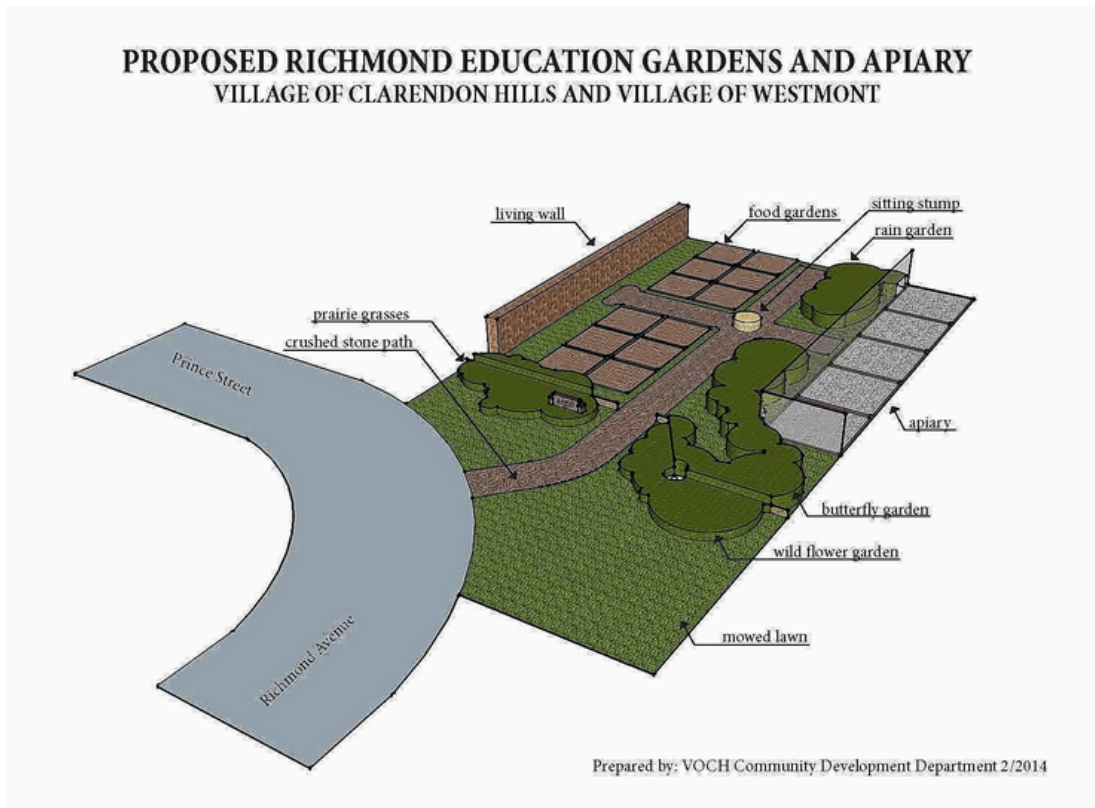 PROPOSED RICHMOND EDUCATION GARDENS AND APIARY
VILLAGE OF CLARENDON HILLS AND VILLAGE OF WESTMONT
living wall
food gardens
sitting stump
rain garden
prairie grasses
crushed stone path
Prince Street
apiary
butterfly garden
wild flower garden
mowed lawn
Richmond Avenue
Prepared by: VOCH Community Development Department 2/2014